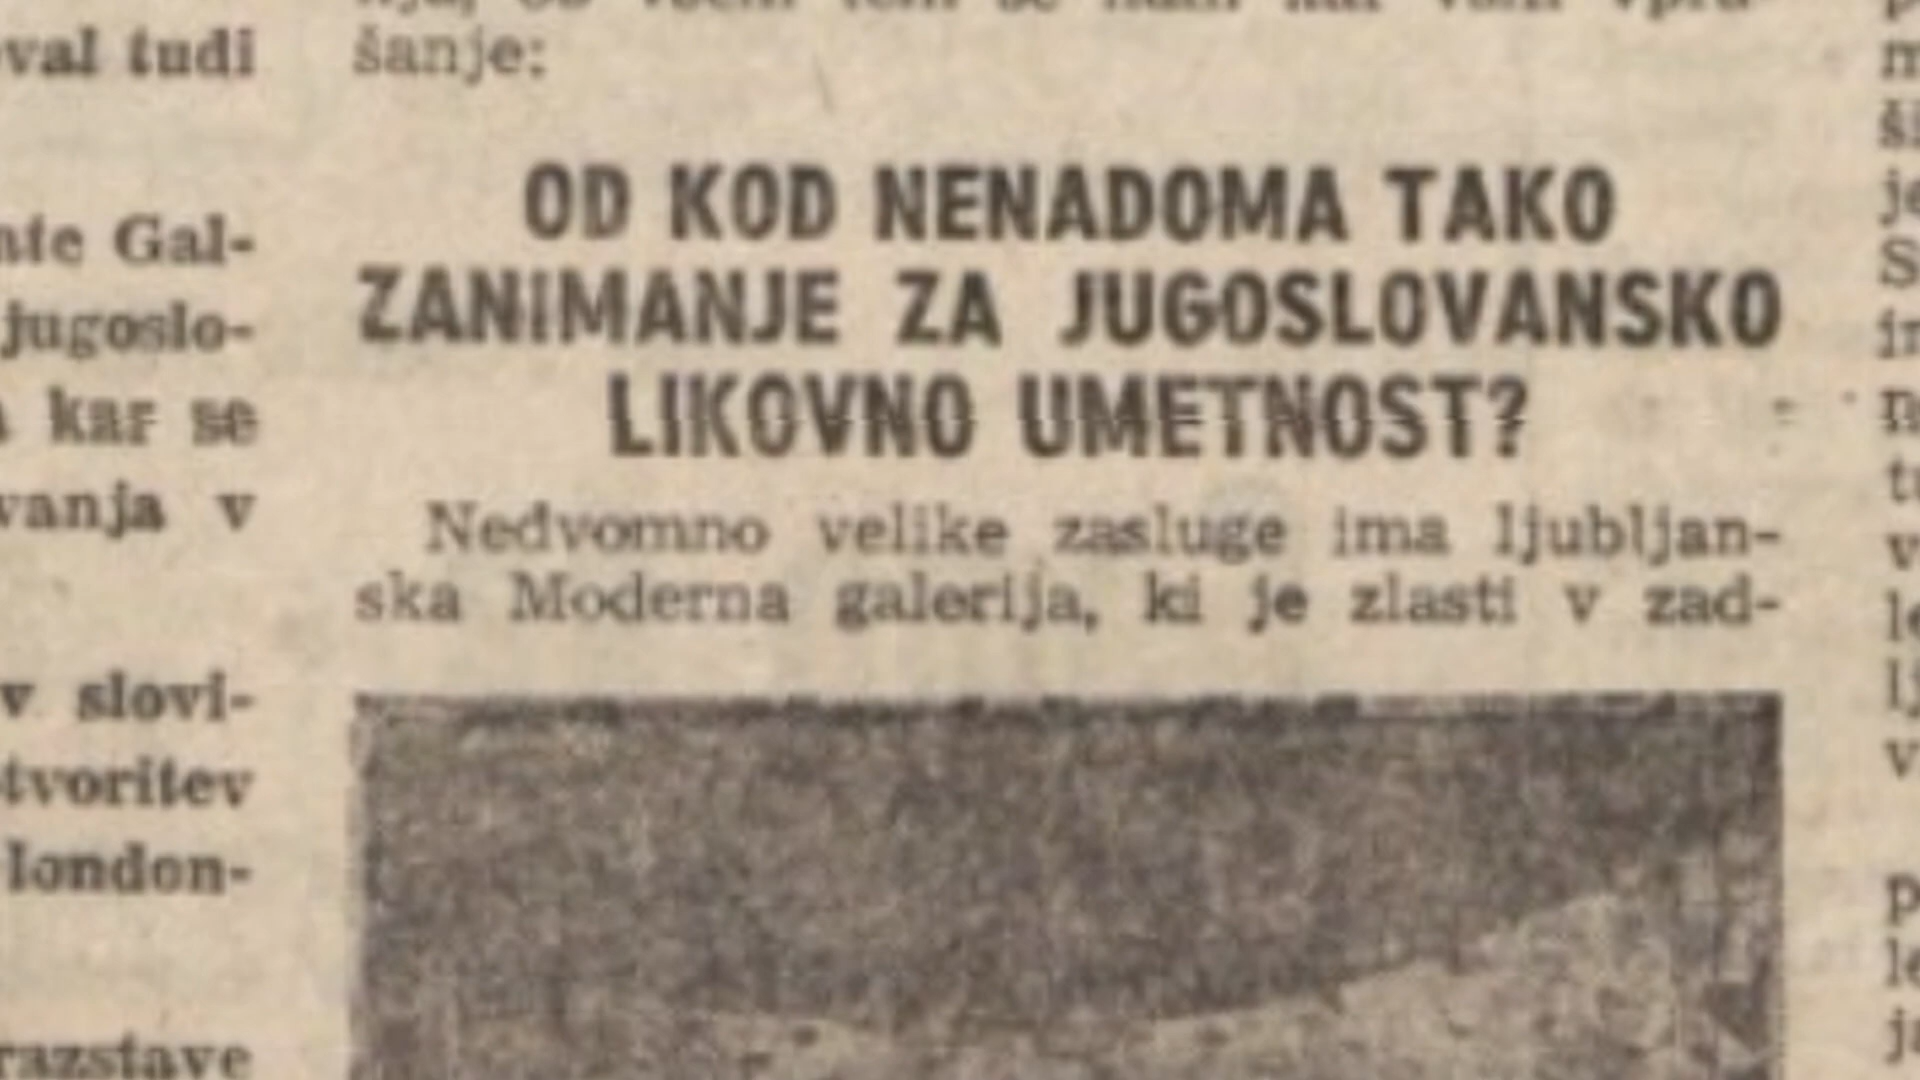 val tudi
Gal-
jugoslo-
kar se
vanja v
v slovi-
tvoritev
london-
razstave
šanje:
OD KOD NENADOMA TAKO
ZANIMANJE ZA JUGOSLOVANSKO
LIKOVNO UMETNOST?
Nedvomno velike zasluge ima ljubljan-
ska Moderna galerija, ki je zlasti v zad-